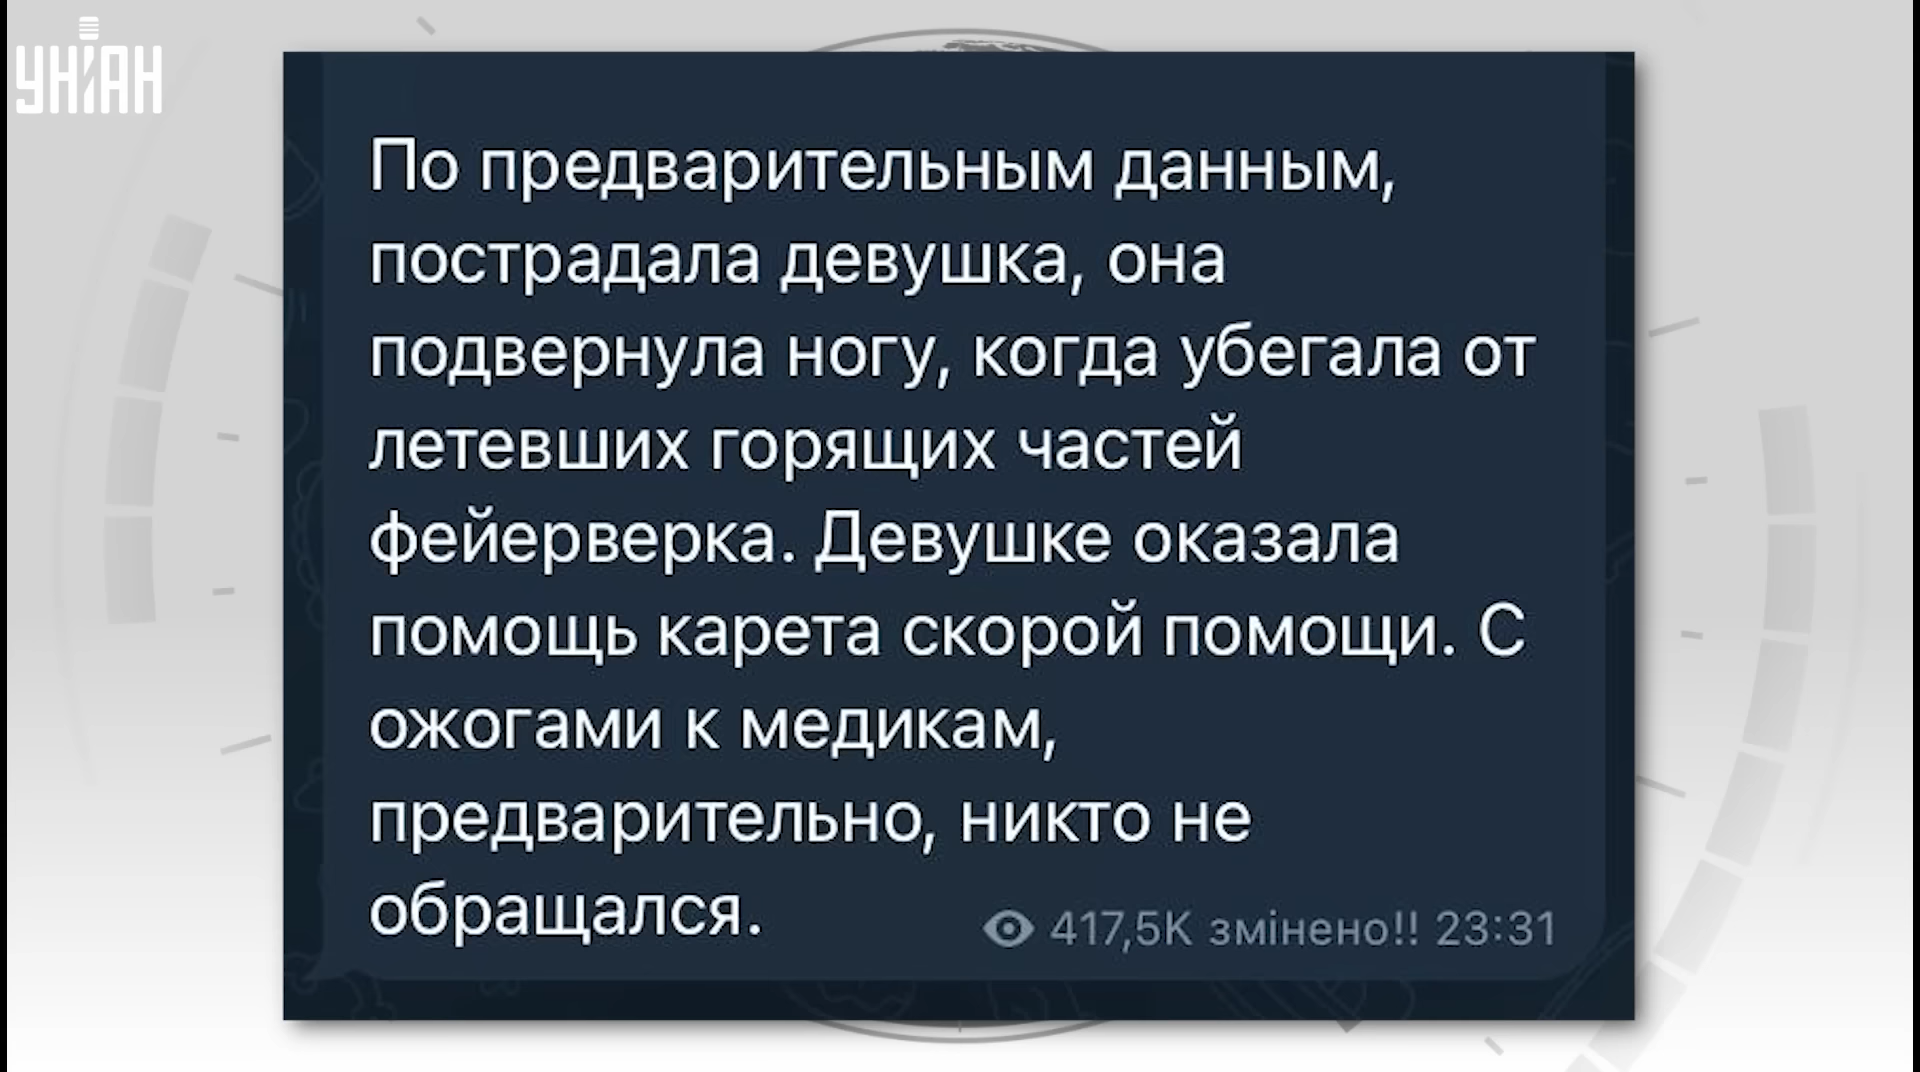 УНІАН
По предварительным данным,
пострадала девушка, она
подвернула ногу, когда убегала от
летевших горящих частей
фейерверка. Девушке оказала
помощь карета скорой помощи. С
ожогами к медикам,
предварительно, никто не
обращался.
417,5K змінено!! 23:31